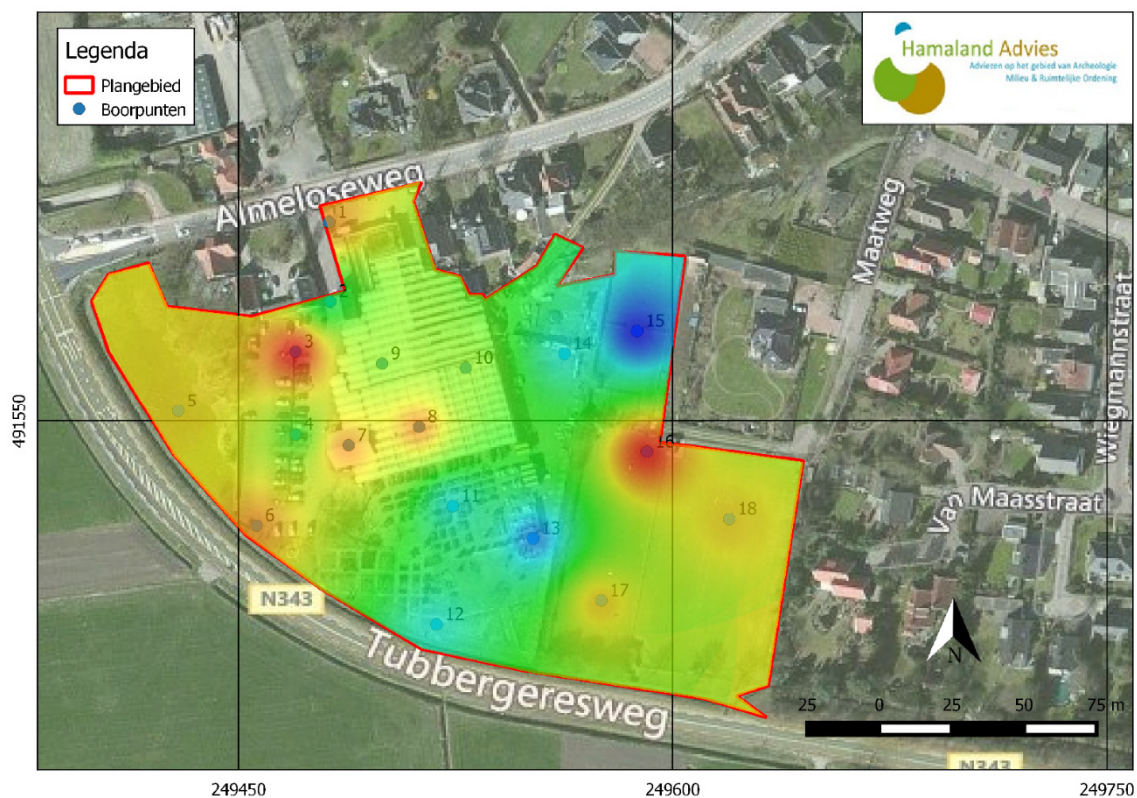 Legenda
Plangebied
Boorpunten
Hamaland Advies
Adviezen op het gebied van Archeologie
Milieu & Ruimtelijke Ordening
Almeloseweg
Maatweg
Wiegmannstraat
Van Maasstraat
1
2
3
4
5
6
7
8
9
10
11
12
13
14
15
16
17
18
491550
N343
Tubbergeresweg
N
25 0 25 50 75 m
N343
249450 249600 249750